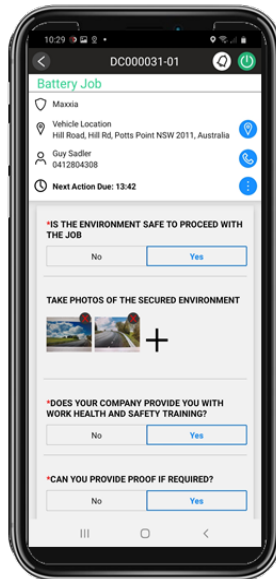 10:29
DC000031-01
Battery Job
Maxxia
Vehicle Location
Hill Road, Hill Rd, Potts Point NSW 2011, Australia
Guy Sadler
0412804308
Next Action Due: 13:42
*IS THE ENVIRONMENT SAFE TO PROCEED WITH
THE JOB
No Yes
TAKE PHOTOS OF THE SECURED ENVIRONMENT
*DOES YOUR COMPANY PROVIDE YOU WITH
WORK HEALTH AND SAFETY TRAINING?
No Yes
*CAN YOU PROVIDE PROOF IF REQUIRED?
No Yes